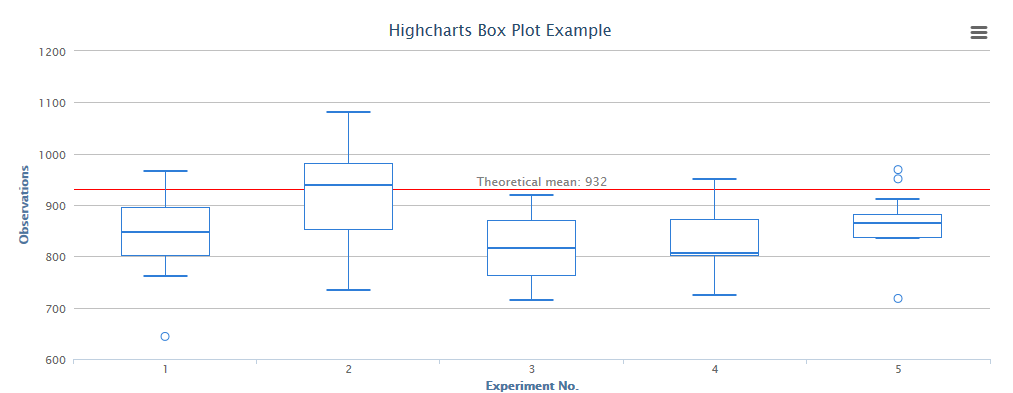 Highcharts Box Plot Example
1200
1100
1000
900
800
700
600
Observations
Theoretical mean: 932
1 2 3 4 5
Experiment No.